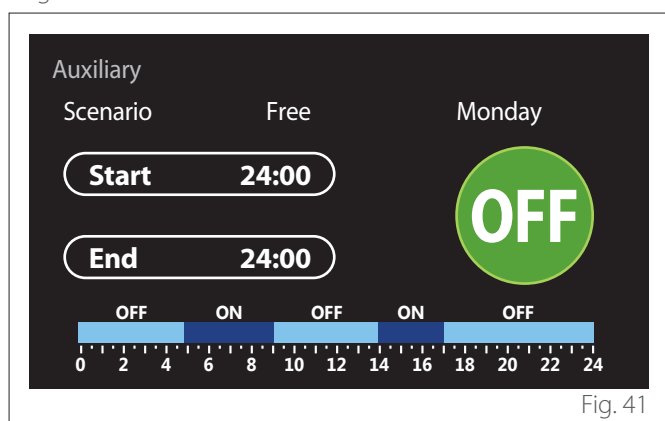 Auxiliary
Scenario Free Monday
Start 24:00
OFF
End 24:00
OFF ON OFF ON OFF
0 2 4 6 8 10 12 14 16 18 20 22 24
Fig. 41